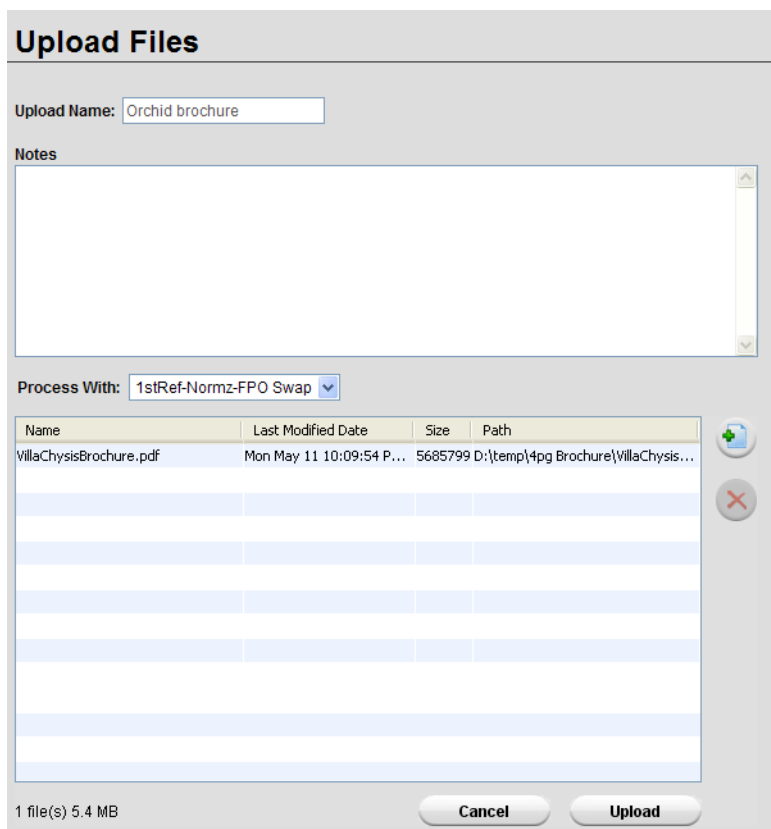 Upload Files
Upload Name: Orchid brochure
Notes
Process With: 1stRef-Normz-FPO Swap
Name Last Modified Date Size Path
VillaChysisBrochure.pdf Mon May 11 10:09:54 P... 5685799 D:\temp\4pg Brochure\VillaChysis...
1 file(s) 5.4 MB Cancel Upload